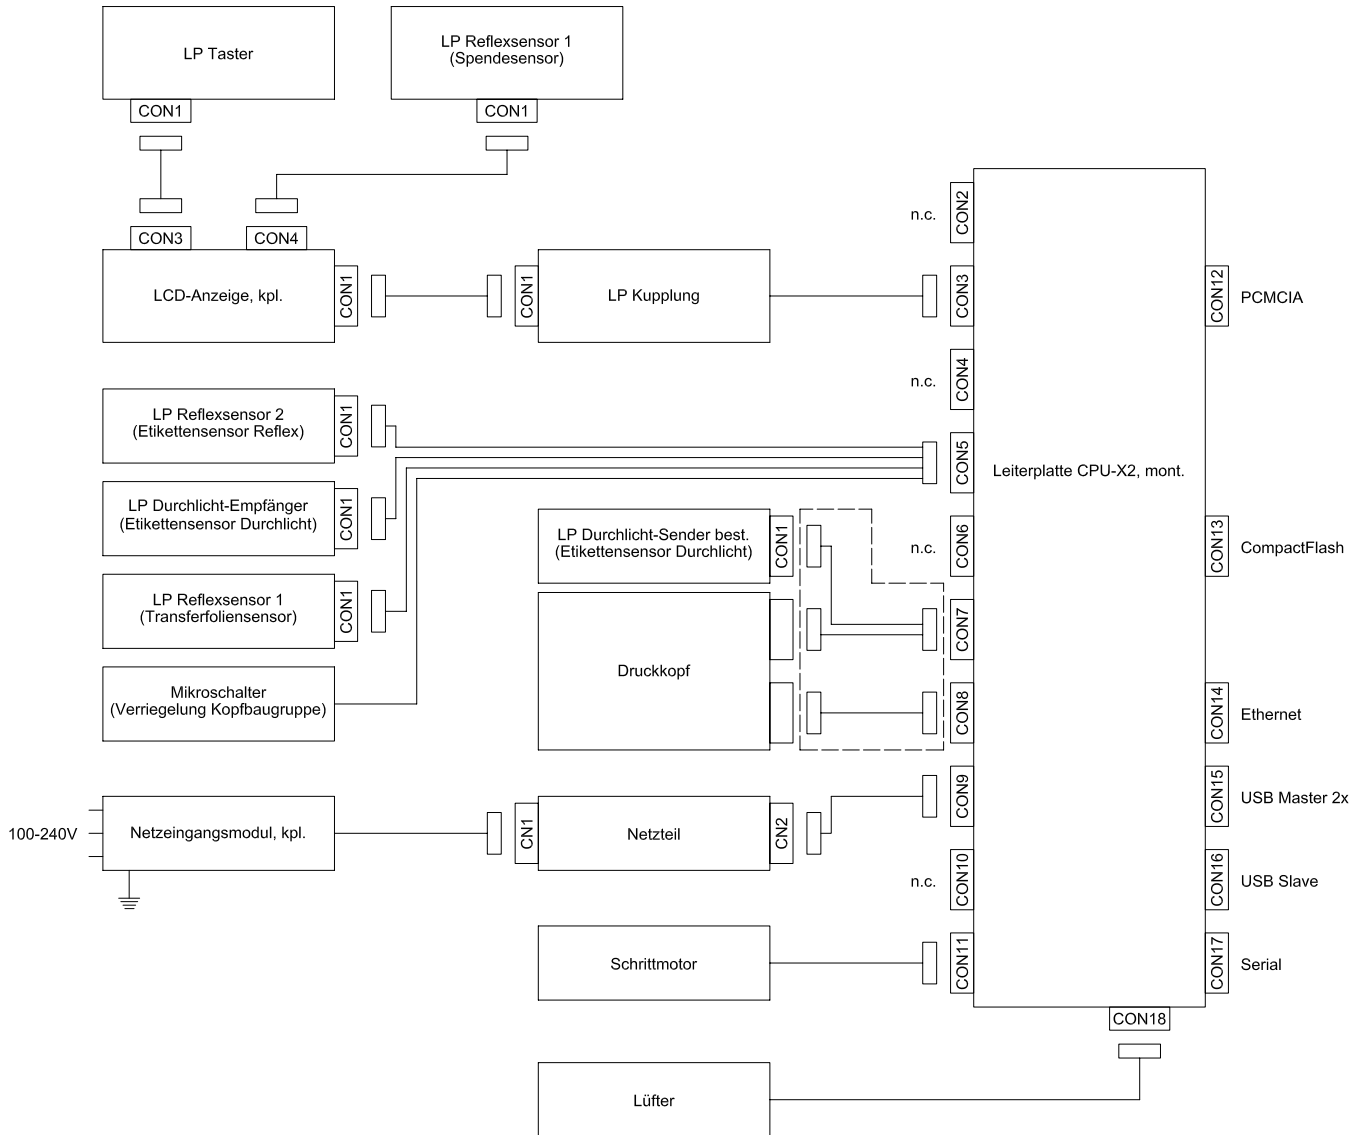 LP Taster
LP Reflexsensor 1
(Spendesensor)
CON1
CON1
CON3
CON4
LCD-Anzeige, kpl.
CON1
CON1
LP Kupplung
n.c.
CON2
CON3
n.c.
CON4
CON5
n.c.
CON6
CON7
CON8
CON9
n.c.
CON10
CON11
Leiterplatte CPU-X2, mont.
CON12
PCMCIA
CON13
CompactFlash
CON14
Ethernet
CON15
USB Master 2x
CON16
USB Slave
CON17
Serial
CON18
LP Reflexsensor 2
(Etikettensensor Reflex)
CON1
LP Durchlicht-Empfänger
(Etikettensensor Durchlicht)
CON1
LP Reflexsensor 1
(Transferfoliensensor)
CON1
Mikroschalter
(Verriegelung Kopfbaugruppe)
LP Durchlicht-Sender best.
(Etikettensensor Durchlicht)
CON1
Druckkopf
100-240V
Netzeingangsmodul, kpl.
CN1
Netzteil
CN2
Schrittmotor
Lüfter